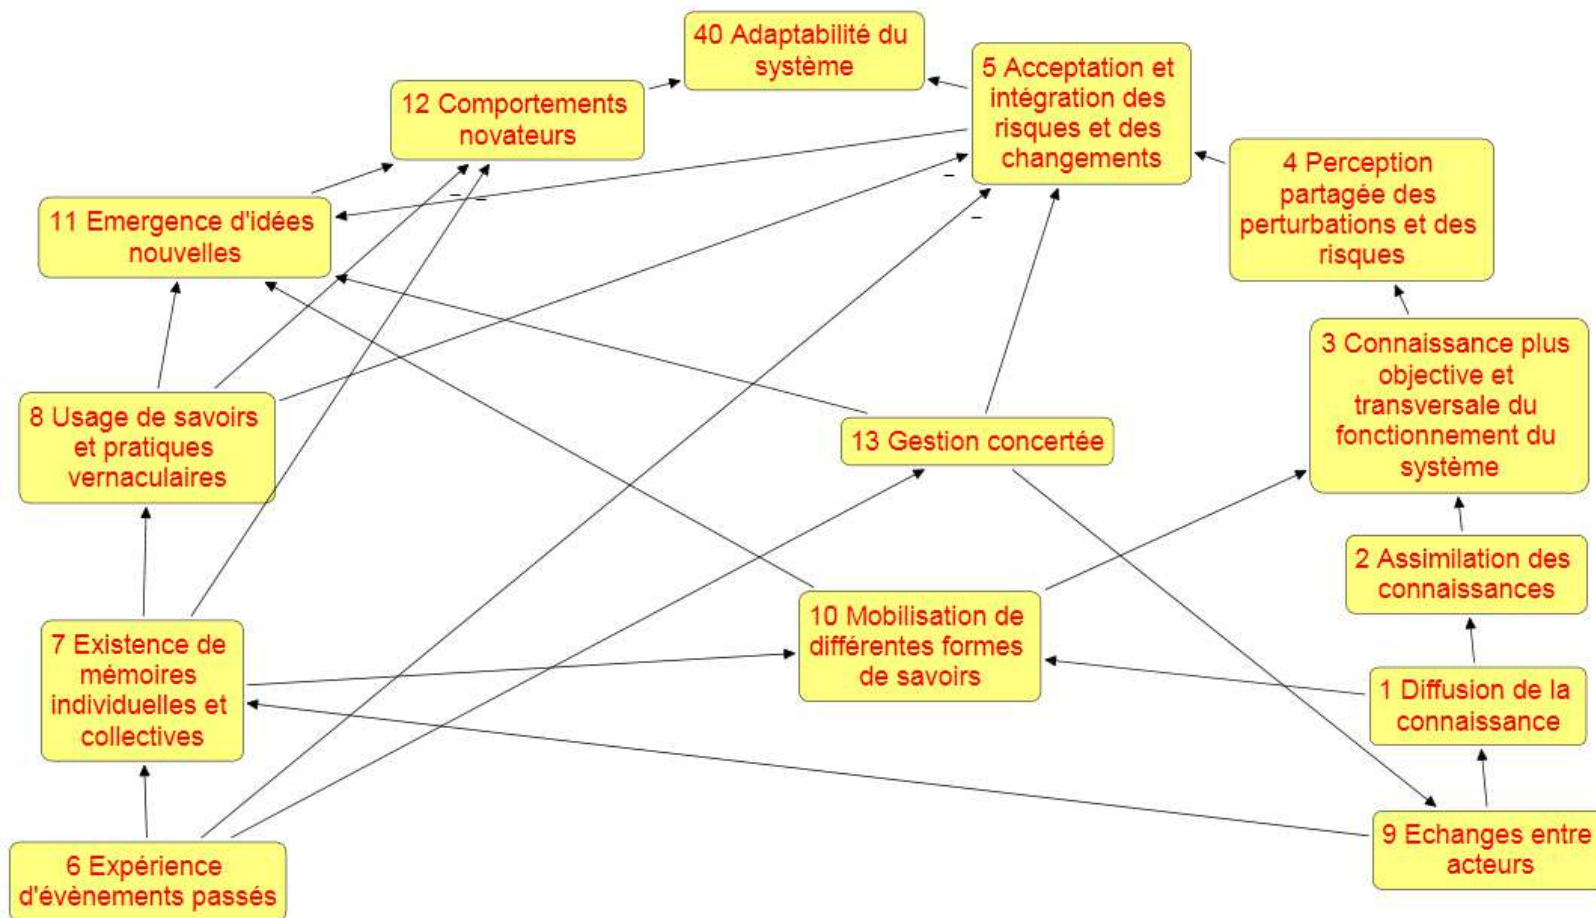 40 Adaptabilité du
système
5 Acceptation et
intégration des
risques et des
changements
12 Comportements
novateurs
4 Perception
partagée des
perturbations et des
risques
11 Emergence d'idées
nouvelles
–
–
–
–
3 Connaissance plus
objective et
transversale du
fonctionnement du
système
8 Usage de savoirs
et pratiques
vernaculaires
13 Gestion concertée
2 Assimilation des
connaissances
10 Mobilisation de
différentes formes
de savoirs
7 Existence de
mémoires
individuelles et
collectives
1 Diffusion de la
connaissance
9 Echanges entre
acteurs
6 Expérience
d'évènements passés